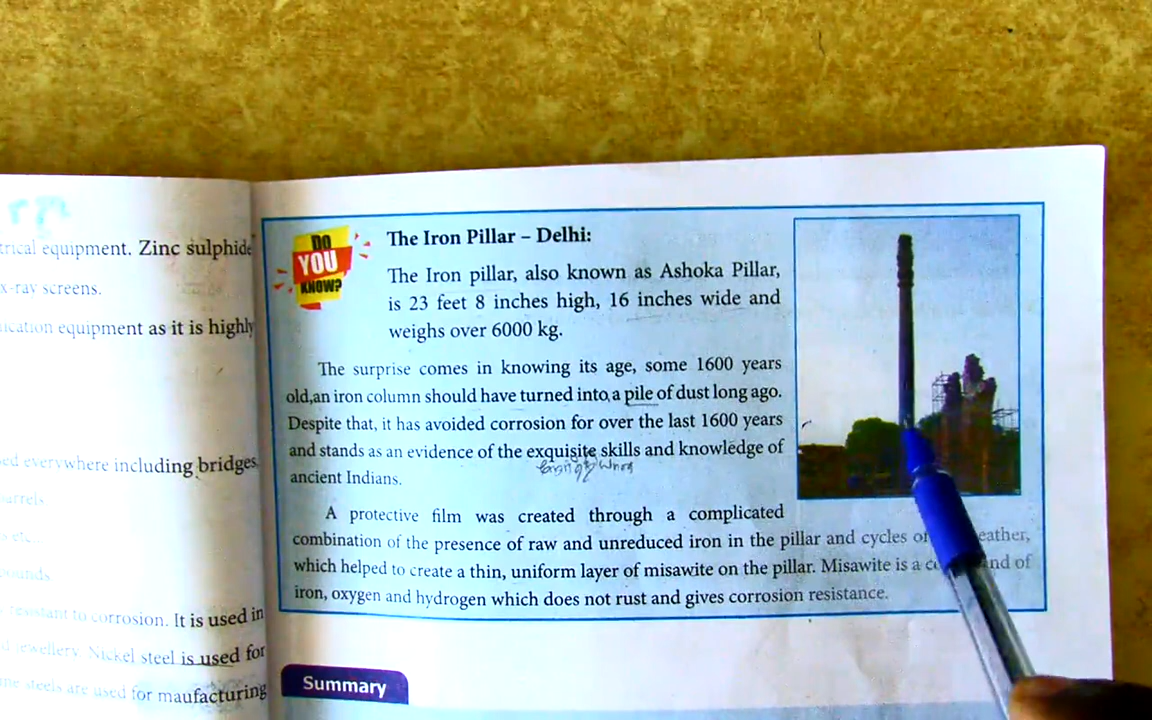 trical equipment. Zinc sulphide
x-ray screens.
ication equipment as it is highly
ed everywhere including bridges,
arrels.
ounds.
resistant to corrosion. It is used in
d jewellery. Nickel steel is used for
steels are used for maufacturing
DO
YOU
KNOW?
The Iron Pillar – Delhi:
The Iron pillar, also known as Ashoka Pillar,
is 23 feet 8 inches high, 16 inches wide and
weighs over 6000 kg.
The surprise comes in knowing its age, some 1600 years
old,an iron column should have turned into a pile of dust long ago.
Despite that, it has avoided corrosion for over the last 1600 years
and stands as an evidence of the exquisite skills and knowledge of
ancient Indians.
A protective film was created through a complicated
combination of the presence of raw and unreduced iron in the pillar and cycles of eather,
which helped to create a thin, uniform layer of misawite on the pillar. Misawite is a nd of
iron, oxygen and hydrogen which does not rust and gives corrosion resistance.
Summary